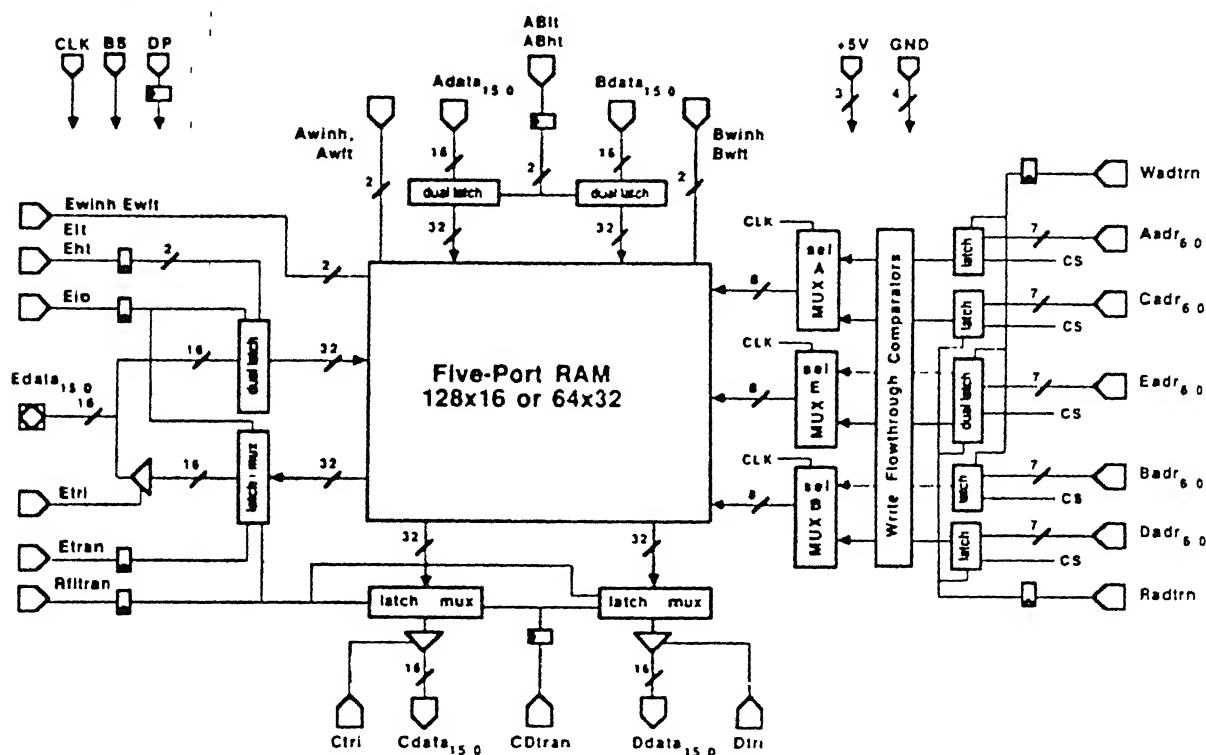 CLK BS DP
ABlt
ABht
+5V GND
3 4
Adata15 0
Bdata15 0
Awinh,
Awft
Bwinh
Bwft
16 2 16
2 2
dual latch dual latch
32 32
Wadtrn
Ewinh Ewft
2
Elt
Eht
2
Eio
CLK
sel A MUX
8
latch
7
Aadr6 0
CS
latch
7
Cadr6 0
CS
16
dual latch
32
Edata15 0
16
Five-Port RAM
128x16 or 64x32
CLK
sel E MUX
8
Write Flowthrough Comparators
dual latch
7
Eadr6 0
CS
16
latch mux
32
Etri
CLK
sel B MUX
8
latch
7
Badr6 0
CS
latch
7
Dadr6 0
CS
Etran
32 32
Rfltran
Radtrn
latch mux latch mux
16 16
Ctri Cdata15 0 CDtran Ddata15 0 Dtri